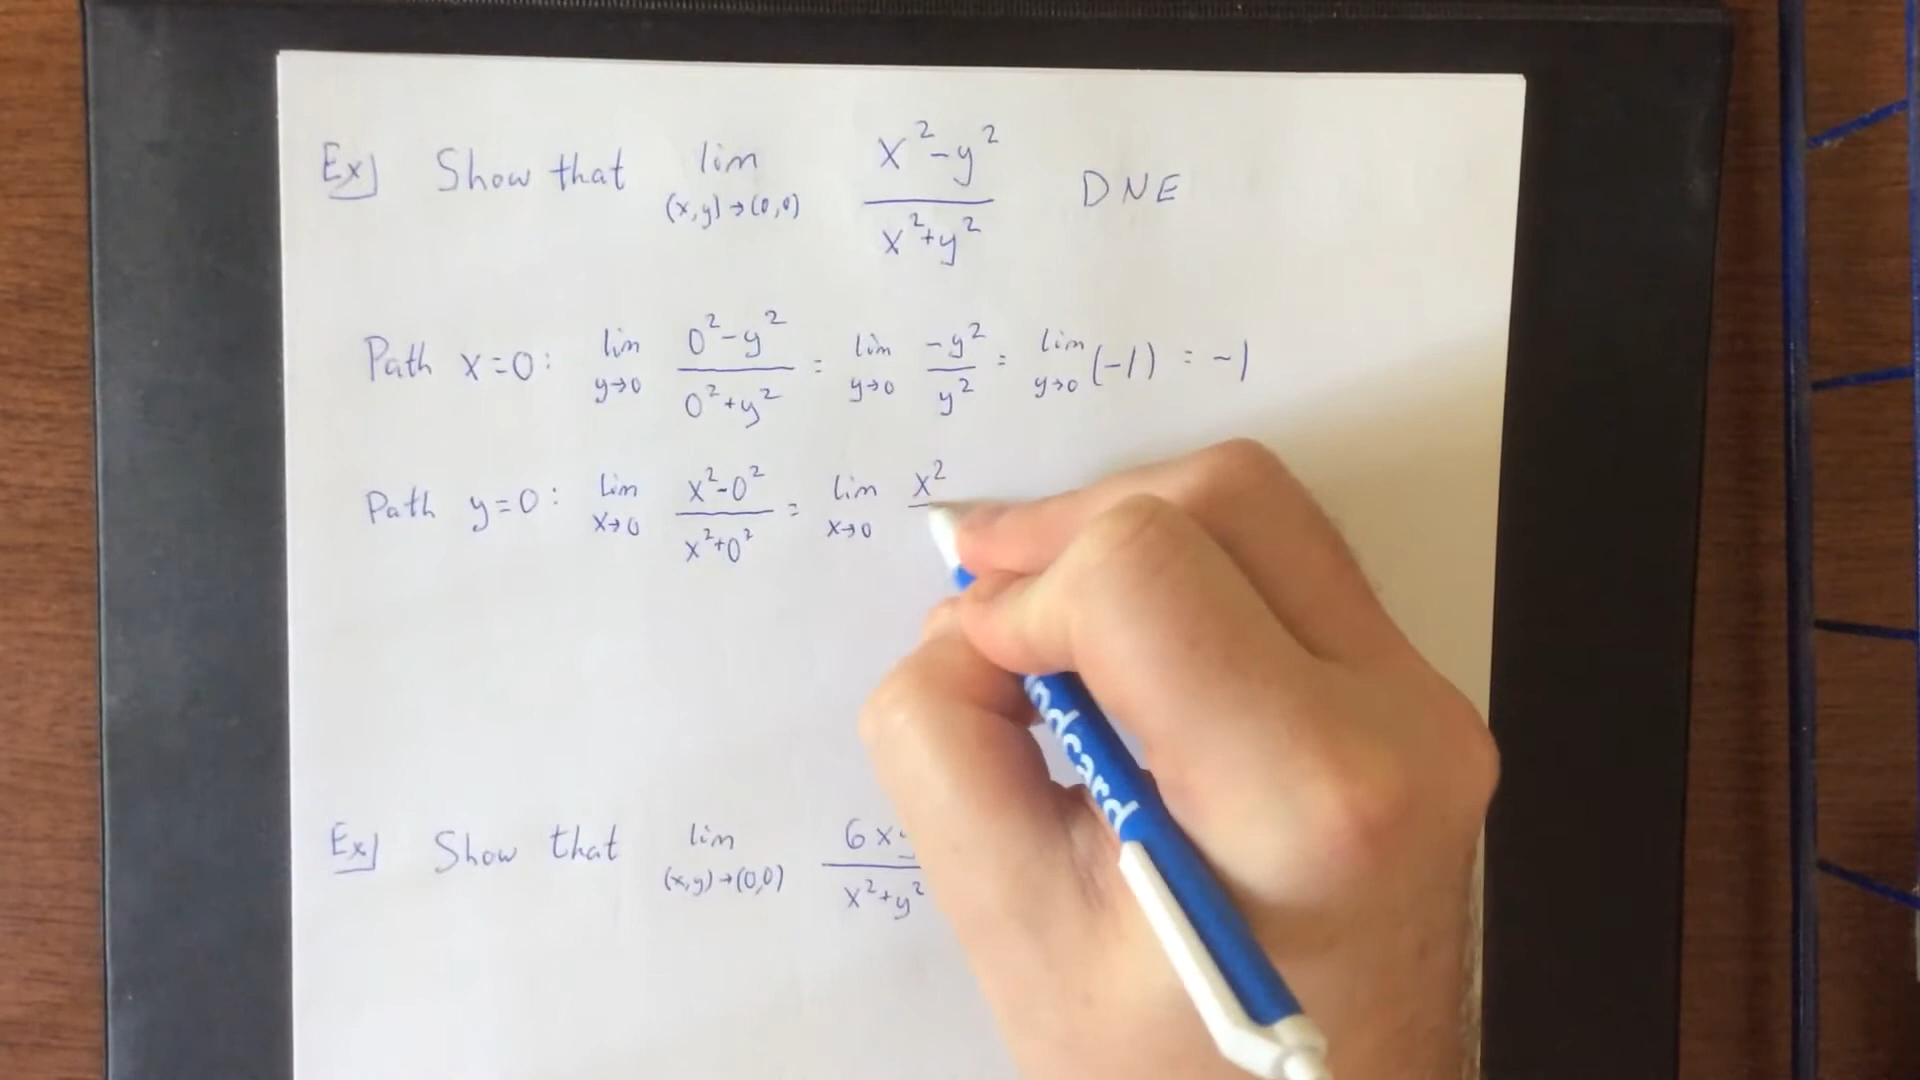 Ex] Show that lim (x,y)→(0,0) x²-y² / x²+y² DNE
Path x=0: lim y→0 0²-y² / 0²+y² = lim y→0 -y² / y² = lim y→0 (-1) = -1
Path y=0: lim x→0 x²-0² / x²+0² = lim x→0 x²
Ex] Show that lim (x,y)→(0,0) 6xy / x²+y²